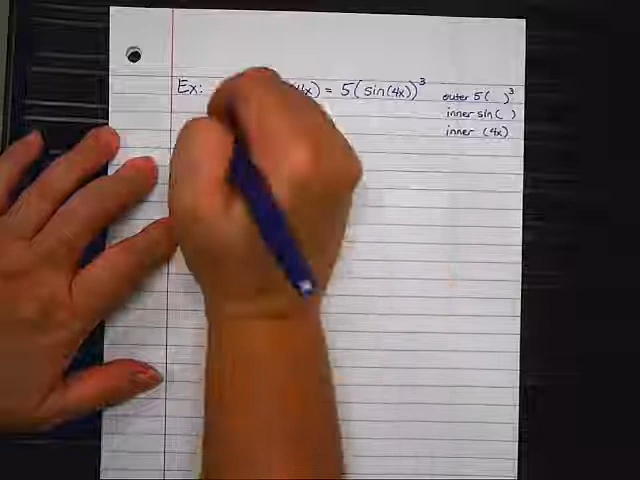 Ex: 4x) = 5(sin(4x))³
outer 5( )³
inner sin( )
inner (4x)